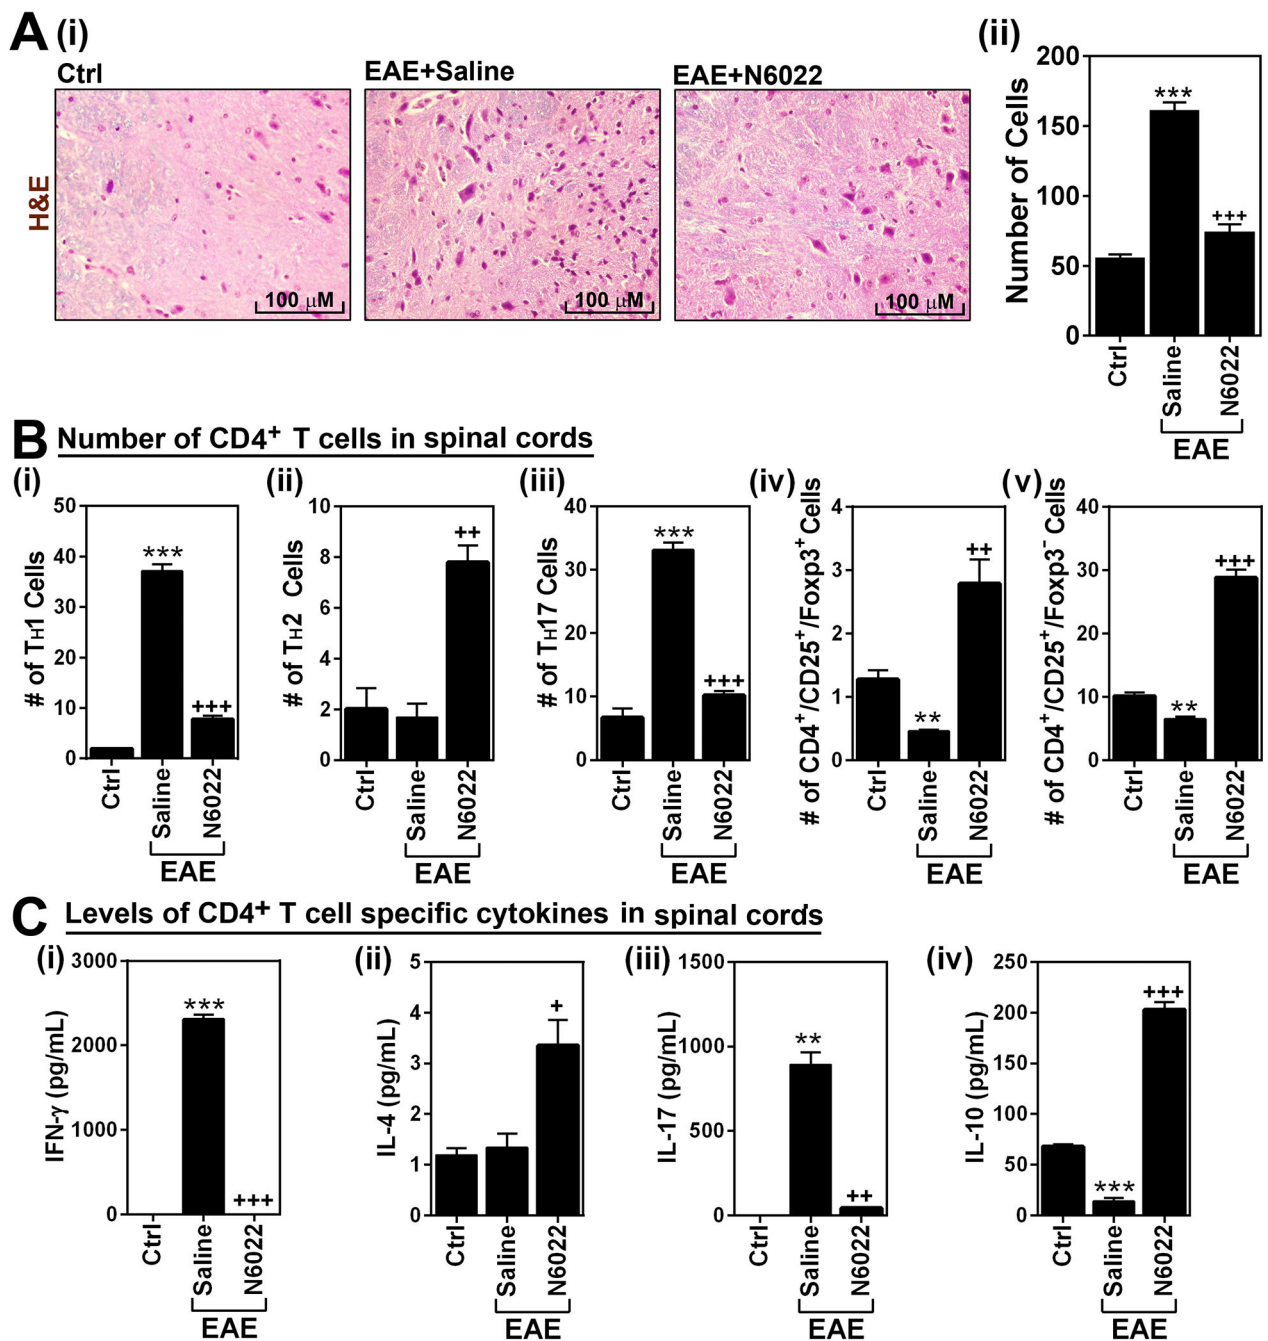 A (i) (ii)
Ctrl EAE+Saline EAE+N6022
H&E
100 μM 100 μM 100 μM
Number of Cells
200
150
100
50
0
***
+++
Ctrl Saline N6022
EAE
B Number of CD4⁺ T cells in spinal cords
(i) (ii) (iii) (iv) (v)
# of TH1 Cells
50
40
30
20
10
0
***
+++
Ctrl Saline N6022
EAE
# of TH2 Cells
10
8
6
4
2
0
++
Ctrl Saline N6022
EAE
# of TH17 Cells
40
30
20
10
0
***
+++
Ctrl Saline N6022
EAE
# of CD4⁺/CD25⁺/Foxp3⁺ Cells
4
3
2
1
0
**
++
Ctrl Saline N6022
EAE
# of CD4⁺/CD25⁺/Foxp3⁻ Cells
40
30
20
10
0
**
+++
Ctrl Saline N6022
EAE
C Levels of CD4⁺ T cell specific cytokines in spinal cords
(i) (ii) (iii) (iv)
IFN-γ (pg/mL)
3000
2000
1000
0
***
+++
Ctrl Saline N6022
EAE
IL-4 (pg/mL)
5
4
3
2
1
0
+
Ctrl Saline N6022
EAE
IL-17 (pg/mL)
1500
1000
500
0
**
++
Ctrl Saline N6022
EAE
IL-10 (pg/mL)
250
200
150
100
50
0
***
+++
Ctrl Saline N6022
EAE